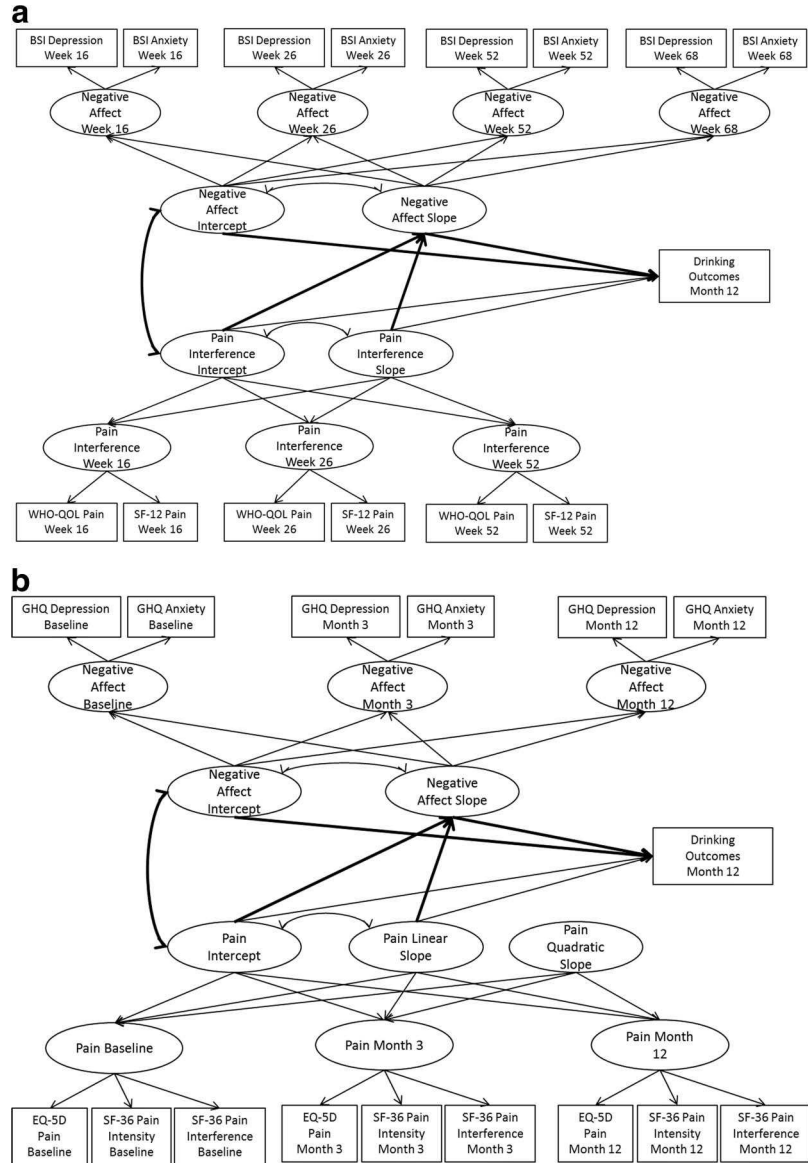 a
BSI Depression
Week 16
BSI Anxiety
Week 16
BSI Depression
Week 26
BSI Anxiety
Week 26
BSI Depression
Week 52
BSI Anxiety
Week 52
BSI Depression
Week 68
BSI Anxiety
Week 68
Negative
Affect
Week 16
Negative
Affect
Week 26
Negative
Affect
Week 52
Negative
Affect
Week 68
Negative
Affect
Intercept
Negative
Affect Slope
Drinking
Outcomes
Month 12
Pain
Interference
Intercept
Pain
Interference
Slope
Pain
Interference
Week 16
Pain
Interference
Week 26
Pain
Interference
Week 52
WHO-QOL Pain
Week 16
SF-12 Pain
Week 16
WHO-QOL Pain
Week 26
SF-12 Pain
Week 26
WHO-QOL Pain
Week 52
SF-12 Pain
Week 52
b
GHQ Depression
Baseline
GHQ Anxiety
Baseline
GHQ Depression
Month 3
GHQ Anxiety
Month 3
GHQ Depression
Month 12
GHQ Anxiety
Month 12
Negative
Affect
Baseline
Negative
Affect
Month 3
Negative
Affect
Month 12
Negative
Affect
Intercept
Negative
Affect Slope
Drinking
Outcomes
Month 12
Pain
Intercept
Pain Linear
Slope
Pain
Quadratic
Slope
Pain Baseline
Pain Month 3
Pain Month
12
EQ-5D
Pain
Baseline
SF-36 Pain
Intensity
Baseline
SF-36 Pain
Interference
Baseline
EQ-5D
Pain
Month 3
SF-36 Pain
Intensity
Month 3
SF-36 Pain
Interference
Month 3
EQ-5D
Pain
Month 12
SF-36 Pain
Intensity
Month 12
SF-36 Pain
Interference
Month 12